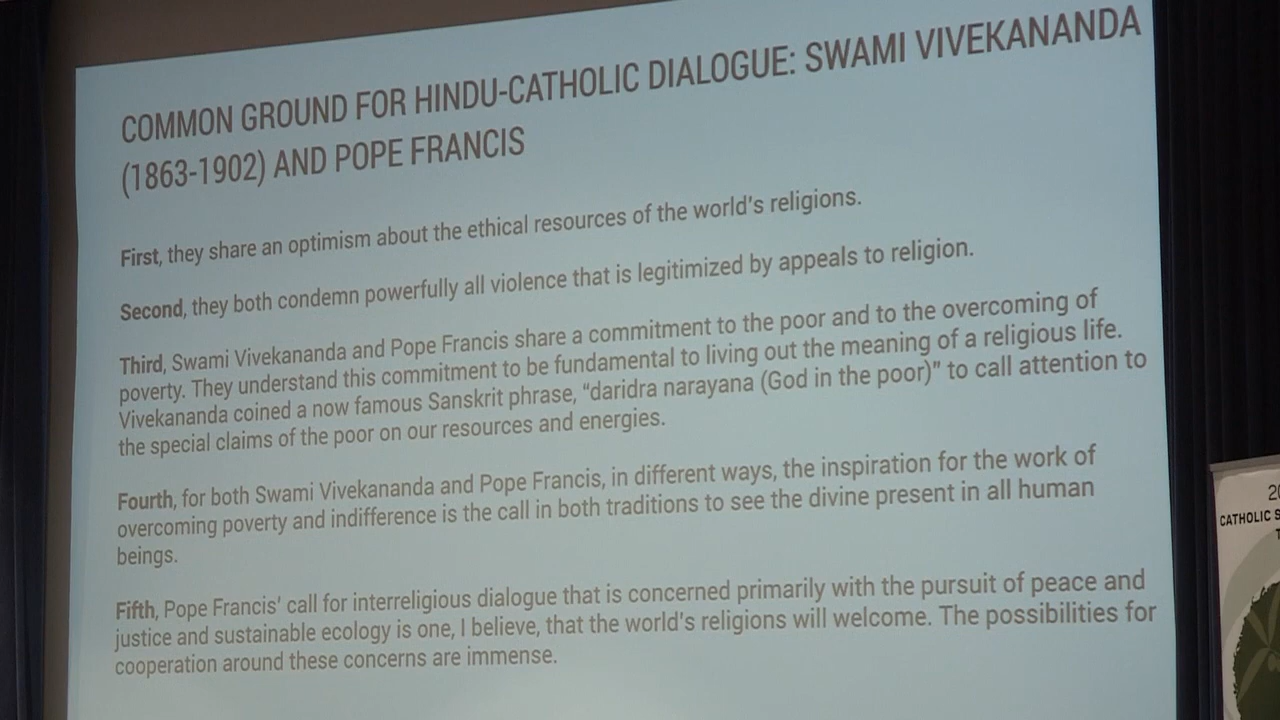 COMMON GROUND FOR HINDU-CATHOLIC DIALOGUE: SWAMI VIVEKANANDA
(1863-1902) AND POPE FRANCIS
First, they share an optimism about the ethical resources of the world's religions.
Second, they both condemn powerfully all violence that is legitimized by appeals to religion.
Third, Swami Vivekananda and Pope Francis share a commitment to the poor and to the overcoming of
poverty. They understand this commitment to be fundamental to living out the meaning of a religious life.
Vivekananda coined a now famous Sanskrit phrase, “daridra narayana (God in the poor)” to call attention to
the special claims of the poor on our resources and energies.
Fourth, for both Swami Vivekananda and Pope Francis, in different ways, the inspiration for the work of
overcoming poverty and indifference is the call in both traditions to see the divine present in all human
beings.
Fifth, Pope Francis' call for interreligious dialogue that is concerned primarily with the pursuit of peace and
justice and sustainable ecology is one, I believe, that the world's religions will welcome. The possibilities for
cooperation around these concerns are immense.
CATHOLIC